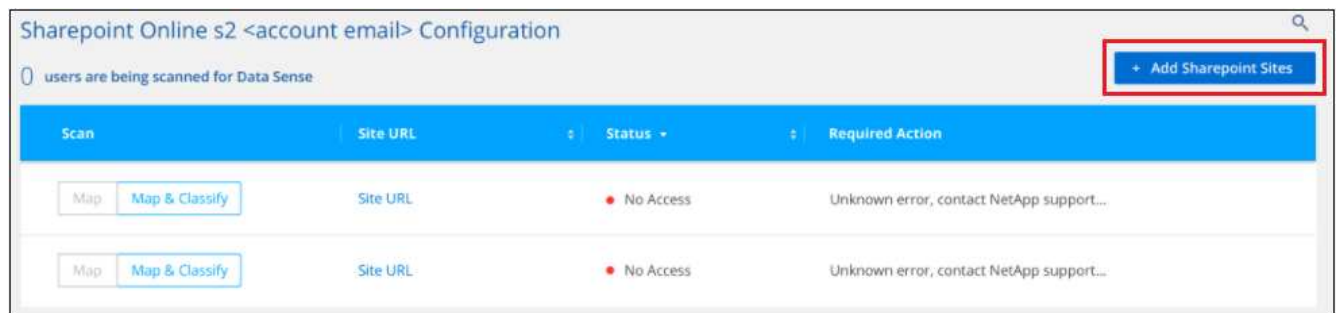 Sharepoint Online s2 <account email> Configuration
0 users are being scanned for Data Sense
+ Add Sharepoint Sites
Scan Site URL Status Required Action
Map Map & Classify Site URL No Access Unknown error, contact NetApp support...
Map Map & Classify Site URL No Access Unknown error, contact NetApp support...